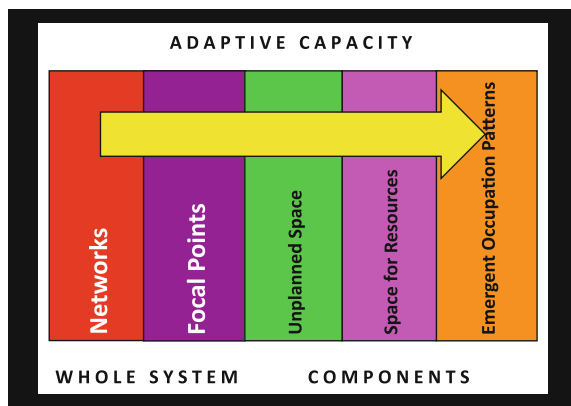 ADAPTIVE CAPACITY
Networks
Focal Points
Unplanned Space
Space for Resources
Emergent Occupation Patterns
WHOLE SYSTEM
COMPONENTS